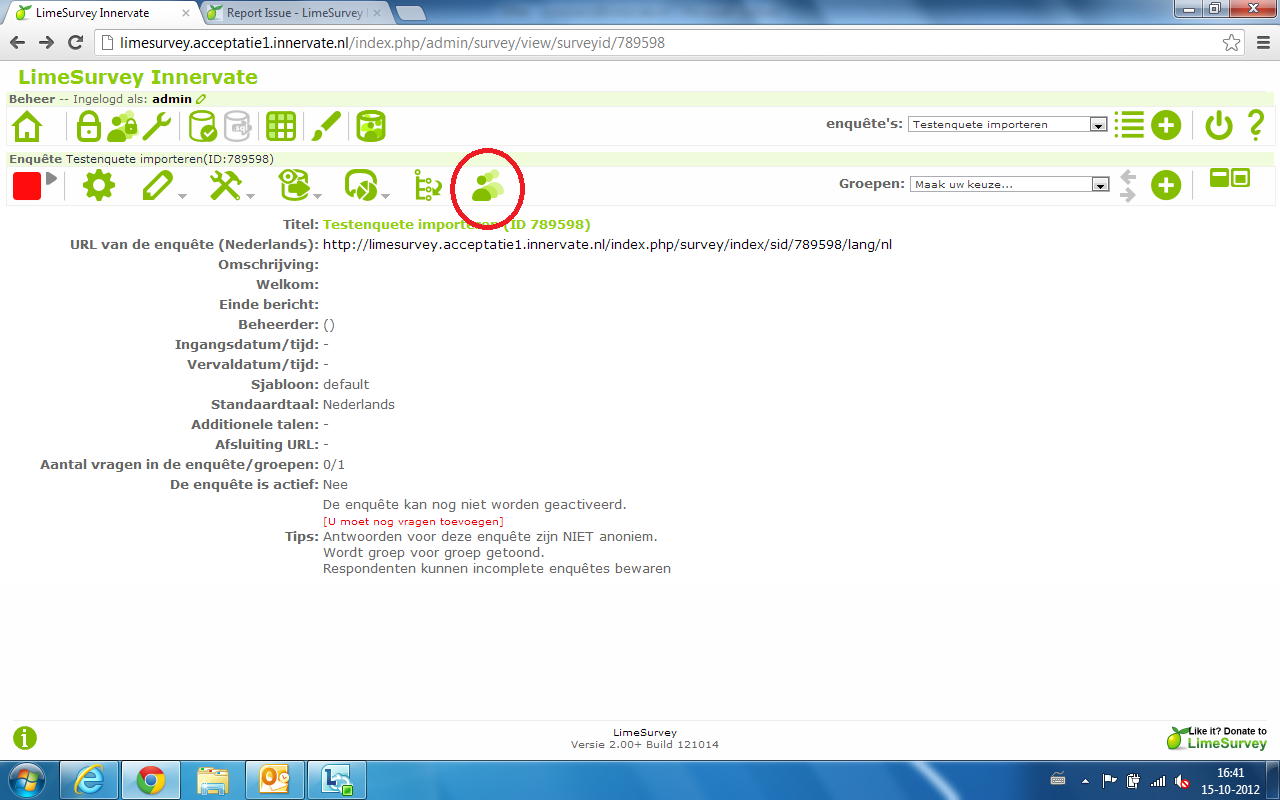 LimeSurvey Innervate
Report Issue - LimeSurvey
limesurvey.acceptatie1.innervate.nl/index.php/admin/survey/view/surveyid/789598
LimeSurvey Innervate
Beheer -- Ingelogd als: admin
enquête's: Testenquete importeren
Enquête Testenquete importeren(ID:789598)
Groepen: Maak uw keuze...
Titel: Testenquete importeren (ID 789598)
URL van de enquête (Nederlands): http://limesurvey.acceptatie1.innervate.nl/index.php/survey/index/sid/789598/lang/nl
Omschrijving:
Welkom:
Einde bericht:
Beheerder: ()
Ingangsdatum/tijd: -
Vervaldatum/tijd: -
Sjabloon: default
Standaardtaal: Nederlands
Additionele talen: -
Afsluiting URL: -
Aantal vragen in de enquête/groepen: 0/1
De enquête is actief: Nee
De enquête kan nog niet worden geactiveerd.
[U moet nog vragen toevoegen]
Tips: Antwoorden voor deze enquête zijn NIET anoniem.
Wordt groep voor groep getoond.
Respondenten kunnen incomplete enquêtes bewaren
LimeSurvey
Versie 2.00+ Build 121014
Like it? Donate to
LimeSurvey
16:41
15-10-2012